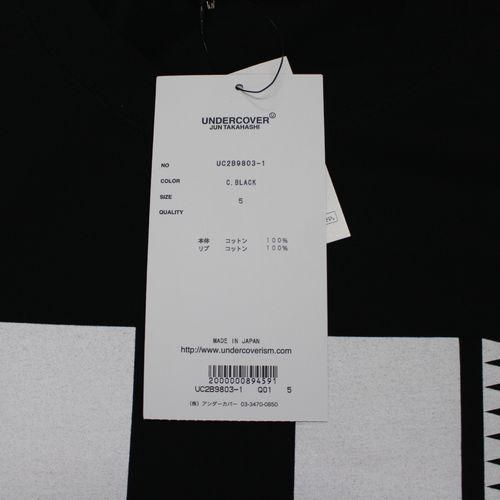 UNDERCOVER
JUN TAKAHASHI
NO UC2B9803-1
COLOR C.BLACK
SIZE 5
QUALITY
本体 コットン 100%
リブ コットン 100%
MADE IN JAPAN
http://www.undercoverism.com
2000000894591
UC2B9803-1 Q01 5
(株) アンダーカバー 03-3470-0850